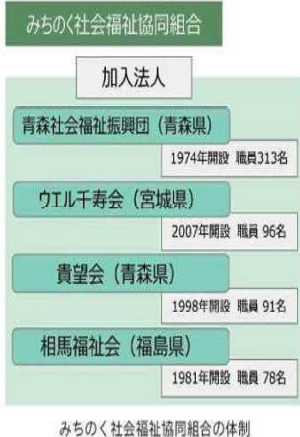 みちのく社会福祉協同組合
加入法人
青森社会福祉振興団（青森県）
1974年開設 職員313名
ウエル千寿会（宮城県）
2007年開設 職員 96名
貴望会（青森県）
1998年開設 職員 91名
相馬福祉会（福島県）
1981年開設 職員 78名
みちのく社会福祉協同組合の体制